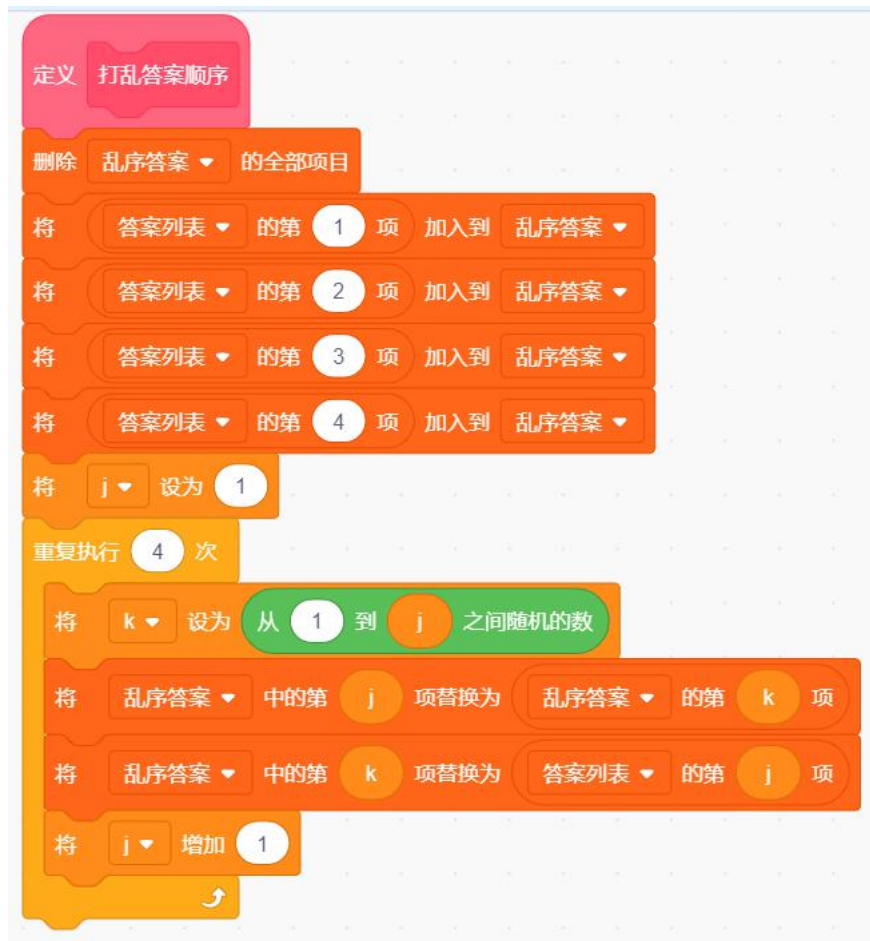 定义 打乱答案顺序
删除 乱序答案 的全部项目
将 答案列表 的第 1 项 加入到 乱序答案
将 答案列表 的第 2 项 加入到 乱序答案
将 答案列表 的第 3 项 加入到 乱序答案
将 答案列表 的第 4 项 加入到 乱序答案
将 j 设为 1
重复执行 4 次
将 k 设为 从 1 到 j 之间随机的数
将 乱序答案 中的第 j 项替换为 乱序答案 的第 k 项
将 乱序答案 中的第 k 项替换为 答案列表 的第 j 项
将 j 增加 1